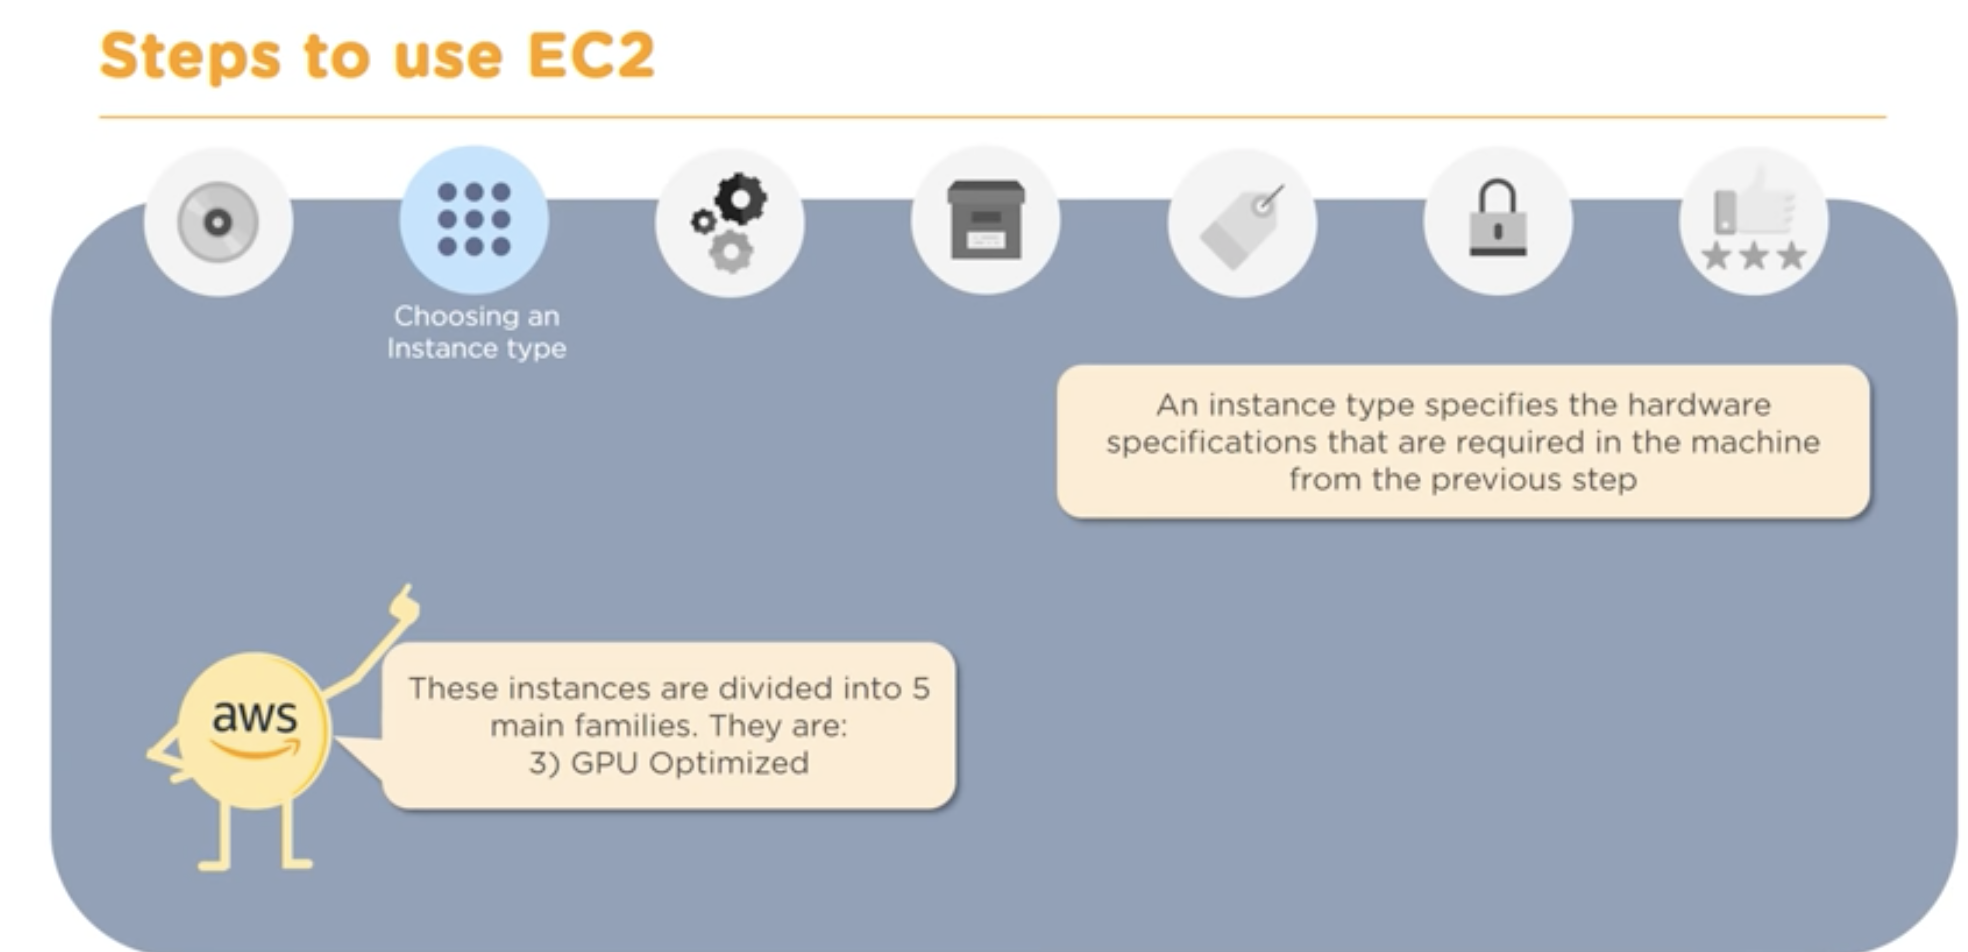 Steps to use EC2
Choosing an
Instance type
An instance type specifies the hardware
specifications that are required in the machine
from the previous step
aws
These instances are divided into 5
main families. They are:
3) GPU Optimized